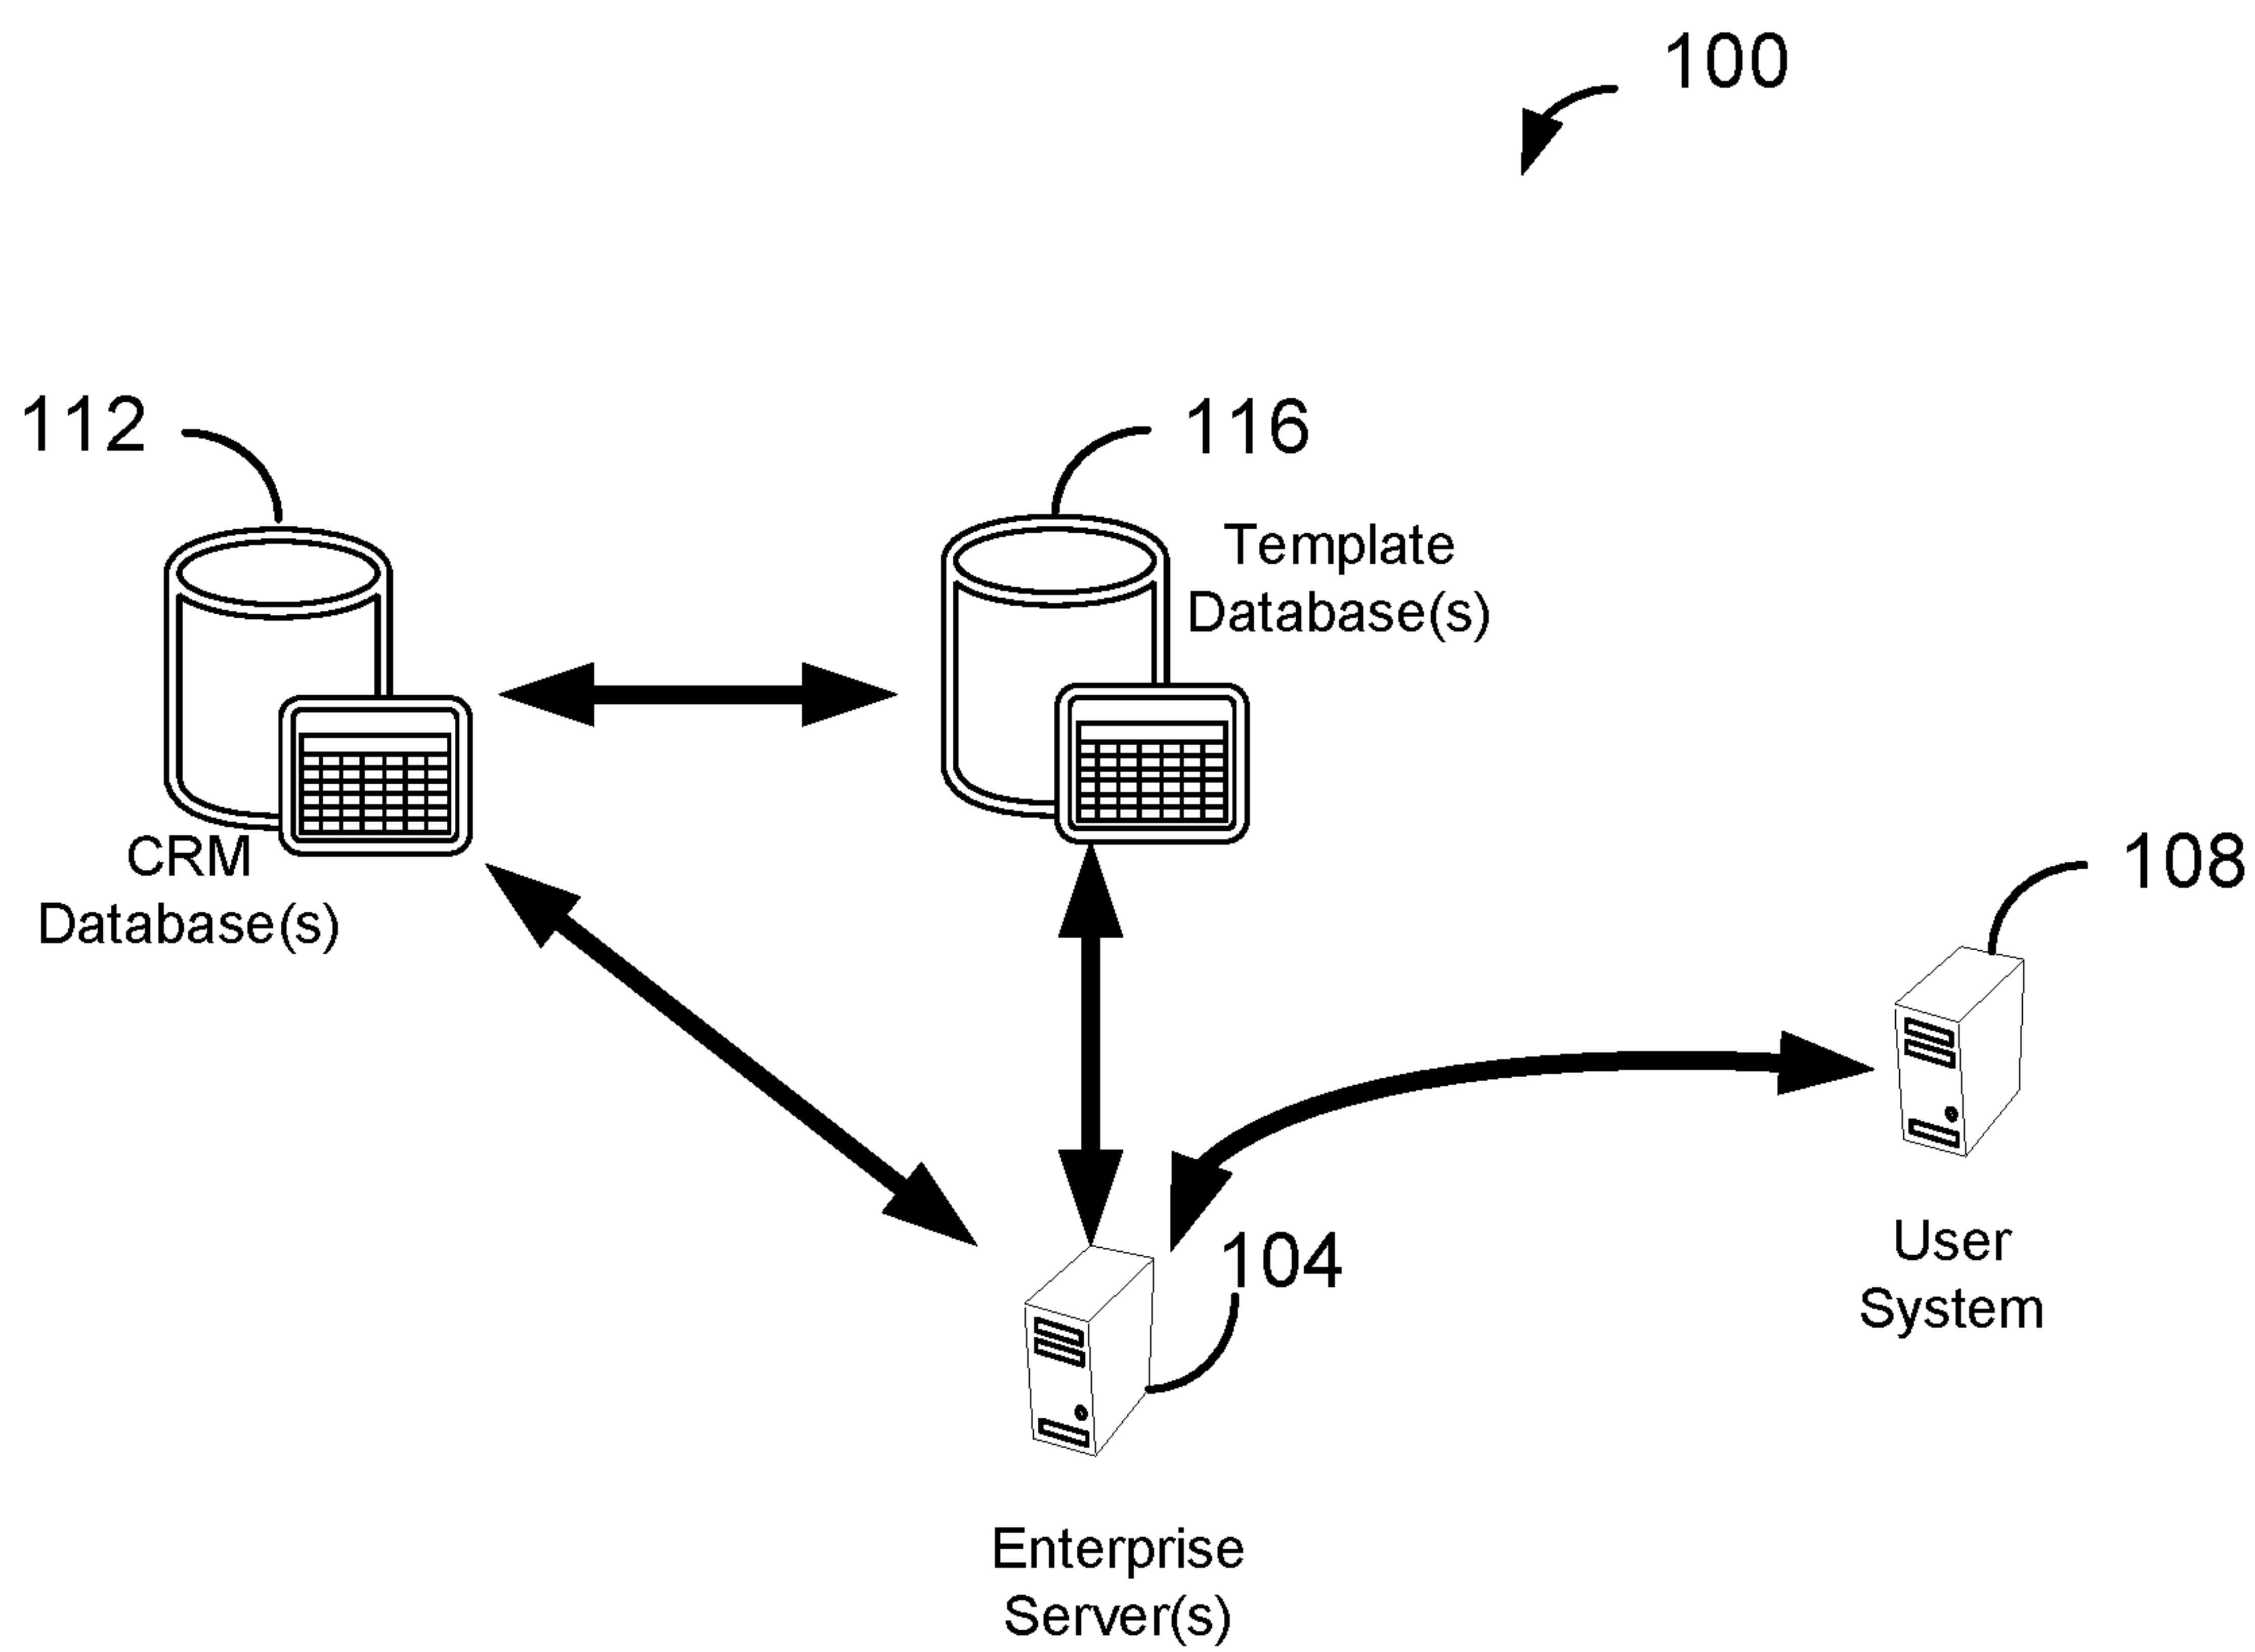 100
112
116
Template
Database(s)
CRM
Database(s)
108
104
User
System
Enterprise
Server(s)